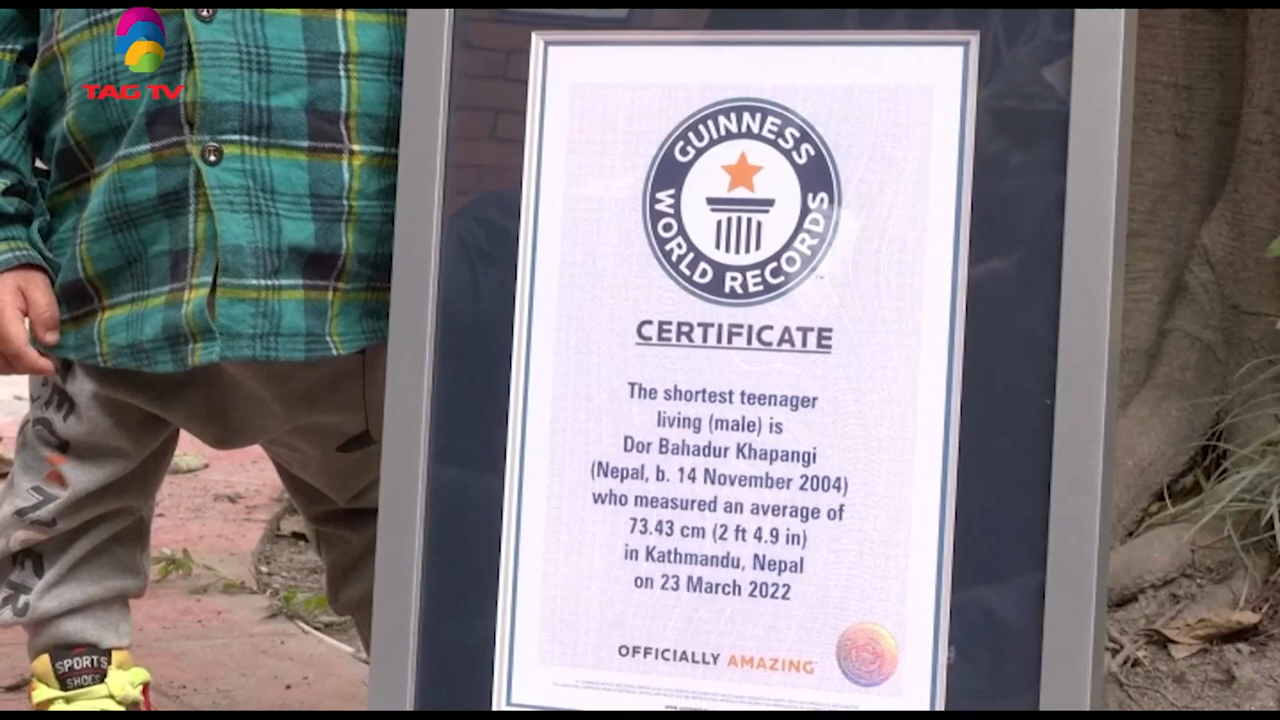 TAG TV
GUINNESS
WORLD RECORDS
CERTIFICATE
The shortest teenager
living (male) is
Dor Bahadur Khapangi
(Nepal, b. 14 November 2004)
who measured an average of
73.43 cm (2 ft 4.9 in)
in Kathmandu, Nepal
on 23 March 2022
OFFICIALLY AMAZING
SPORTS
SHOES